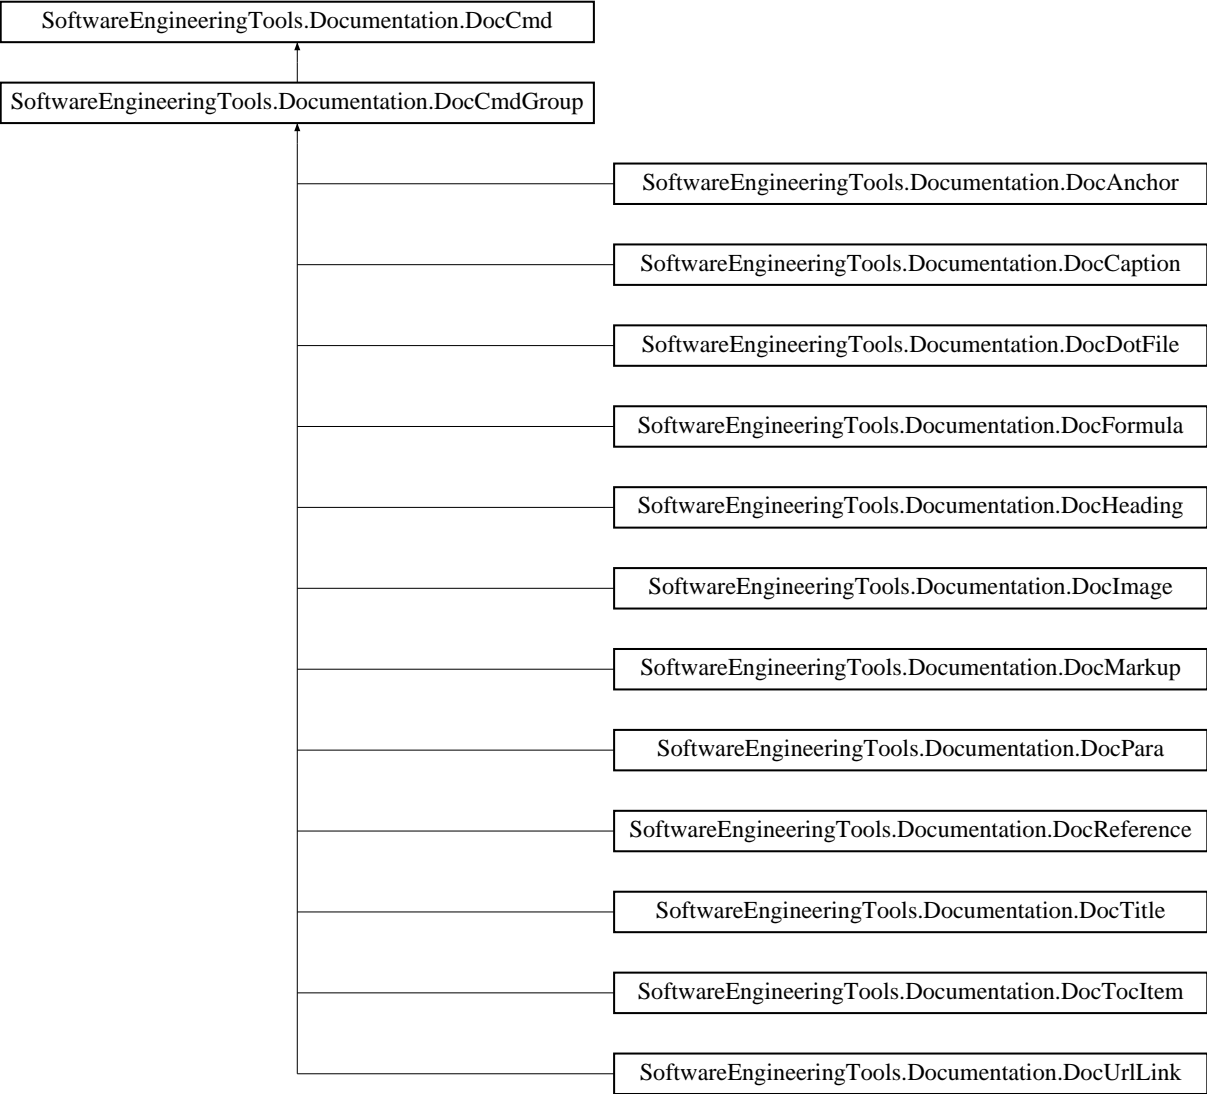 SoftwareEngineeringTools.Documentation.DocCmd
SoftwareEngineeringTools.Documentation.DocCmdGroup
SoftwareEngineeringTools.Documentation.DocAnchor
SoftwareEngineeringTools.Documentation.DocCaption
SoftwareEngineeringTools.Documentation.DocDotFile
SoftwareEngineeringTools.Documentation.DocFormula
SoftwareEngineeringTools.Documentation.DocHeading
SoftwareEngineeringTools.Documentation.DocImage
SoftwareEngineeringTools.Documentation.DocMarkup
SoftwareEngineeringTools.Documentation.DocPara
SoftwareEngineeringTools.Documentation.DocReference
SoftwareEngineeringTools.Documentation.DocTitle
SoftwareEngineeringTools.Documentation.DocTocItem
SoftwareEngineeringTools.Documentation.DocUrlLink